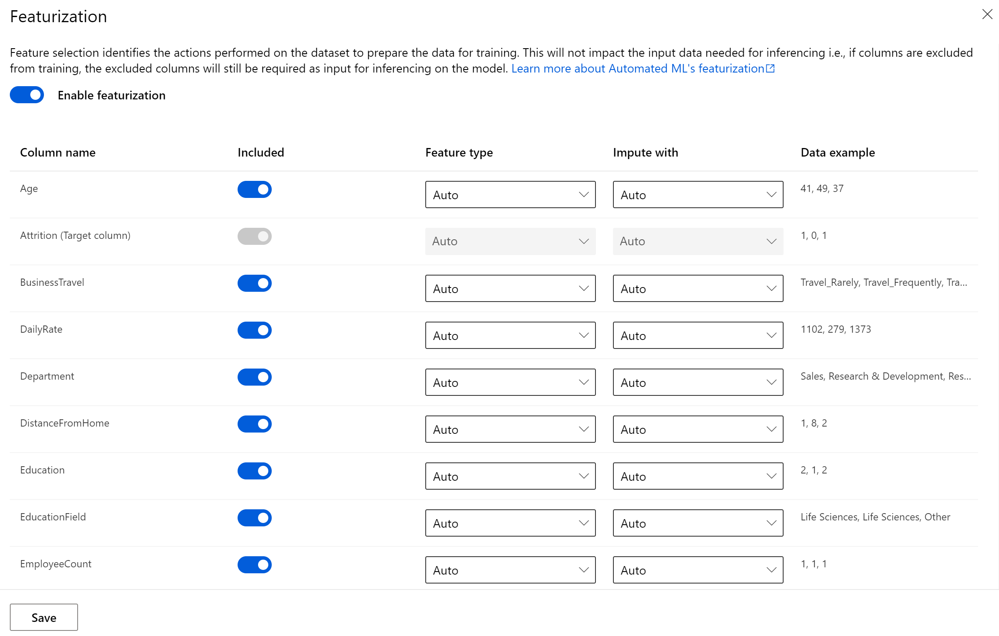 Featurization
Feature selection identifies the actions performed on the dataset to prepare the data for training. This will not impact the input data needed for inferencing i.e., if columns are excluded
from training, the excluded columns will still be required as input for inferencing on the model. Learn more about Automated ML's featurization
Enable featurization
Column name Included Feature type Impute with Data example
Age Auto Auto 41, 49, 37
Attrition (Target column) Auto Auto 1, 0, 1
BusinessTravel Auto Auto Travel_Rarely, Travel_Frequently, Tra...
DailyRate Auto Auto 1102, 279, 1373
Department Auto Auto Sales, Research & Development, Res...
DistanceFromHome Auto Auto 1, 8, 2
Education Auto Auto 2, 1, 2
EducationField Auto Auto Life Sciences, Life Sciences, Other
EmployeeCount Auto Auto 1, 1, 1
Save